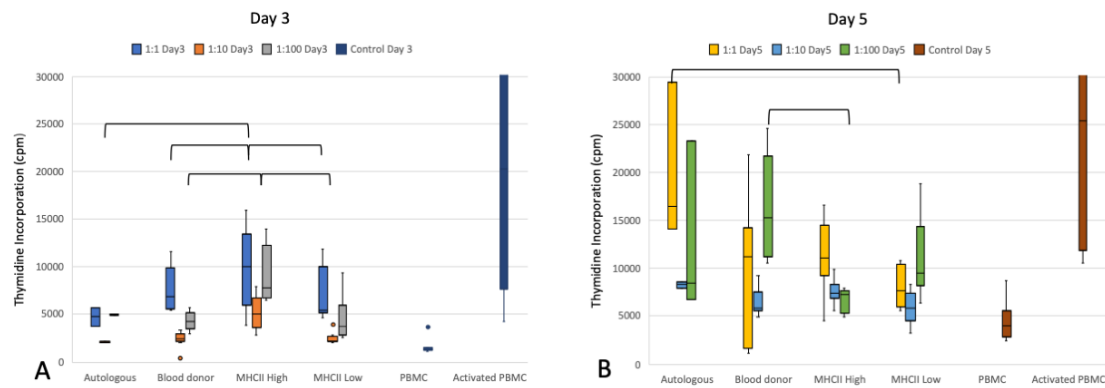 Day 3
1:1 Day3 1:10 Day3 1:100 Day3 Control Day 3
Thymidine Incorporation (cpm)
30000
25000
20000
15000
10000
5000
0
A
Autologous Blood donor MHCII High MHCII Low PBMC Activated PBMC
Day 5
1:1 Day5 1:10 Day5 1:100 Day5 Control Day 5
Thymidine Incorporation (cpm)
30000
25000
20000
15000
10000
5000
0
B
Autologous Blood donor MHCII High MHCII Low PBMC Activated PBMC